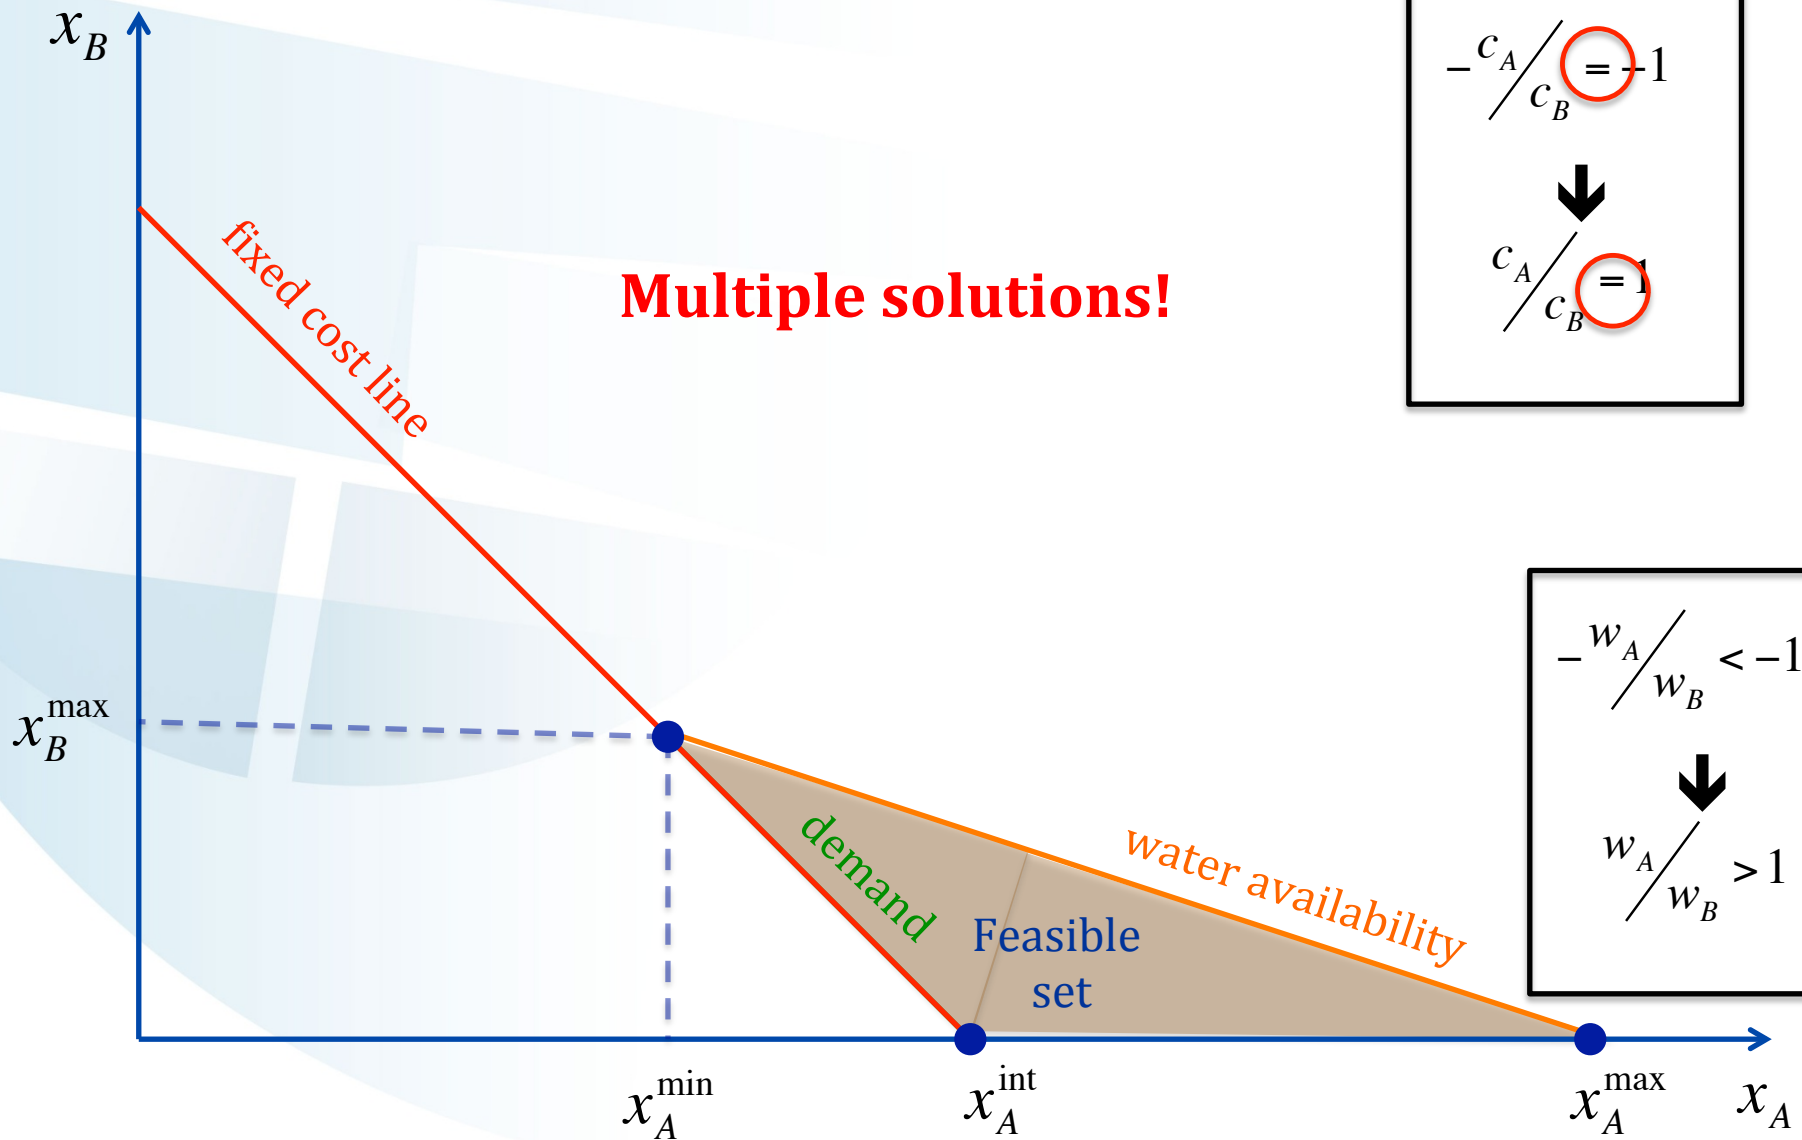 x_B
-c_A/c_B = -1
🡻
c_A/c_B = 1
fixed cost line
Multiple solutions!
-w_A/w_B < -1
🡻
w_A/w_B > 1
x_B^max
demand
water availability
Feasible
set
x_A^min
x_A^int
x_A^max
x_A